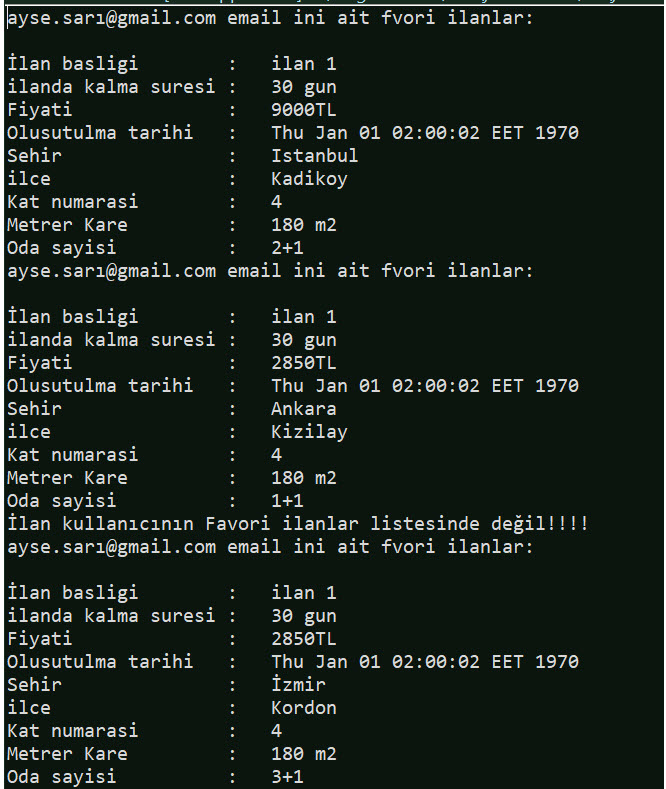 ayse.sarı@gmail.com email ini ait fvori ilanlar:
İlan basligi : ilan 1
ilanda kalma suresi : 30 gun
Fiyati : 9000TL
Olusutulma tarihi : Thu Jan 01 02:00:02 EET 1970
Sehir : Istanbul
ilce : Kadikoy
Kat numarasi : 4
Metrer Kare : 180 m2
Oda sayisi : 2+1
ayse.sarı@gmail.com email ini ait fvori ilanlar:
İlan basligi : ilan 1
ilanda kalma suresi : 30 gun
Fiyati : 2850TL
Olusutulma tarihi : Thu Jan 01 02:00:02 EET 1970
Sehir : Ankara
ilce : Kizilay
Kat numarasi : 4
Metrer Kare : 180 m2
Oda sayisi : 1+1
İlan kullanıcının Favori ilanlar listesinde değil!!!!
ayse.sarı@gmail.com email ini ait fvori ilanlar:
İlan basligi : ilan 1
ilanda kalma suresi : 30 gun
Fiyati : 2850TL
Olusutulma tarihi : Thu Jan 01 02:00:02 EET 1970
Sehir : İzmir
ilce : Kordon
Kat numarasi : 4
Metrer Kare : 180 m2
Oda sayisi : 3+1